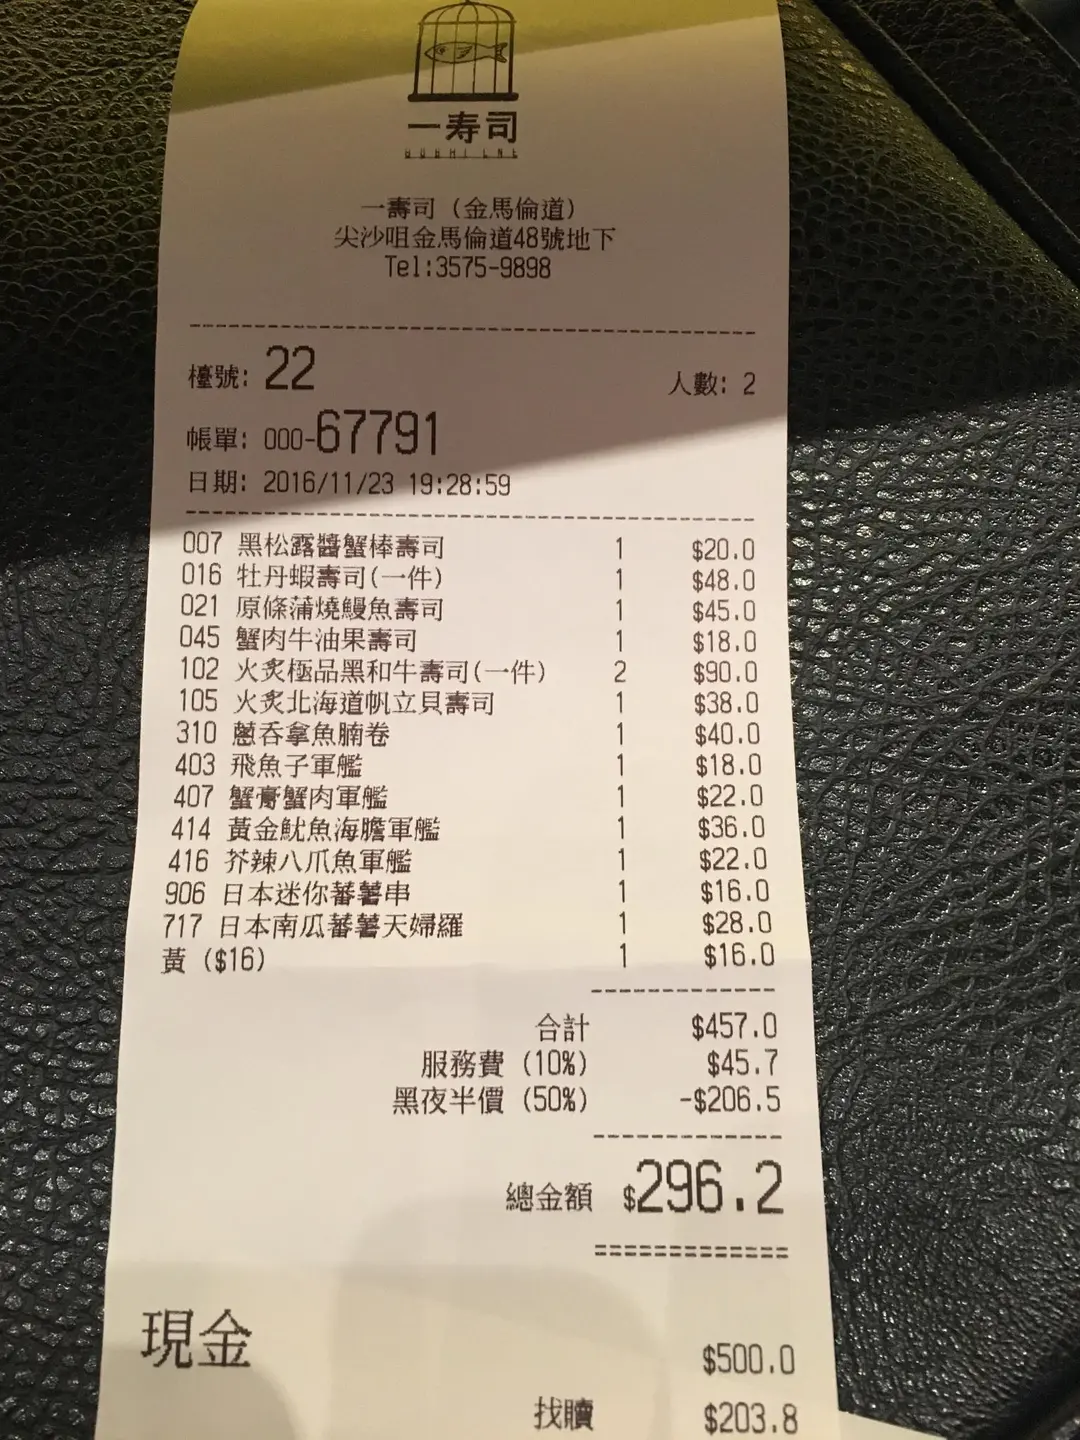 一寿司
SUSHI ONE
一壽司 (金馬倫道)
尖沙咀金馬倫道48號地下
Tel:3575-9898
檯號: 22 人數: 2
帳單: 000-67791
日期: 2016/11/23 19:28:59
007 黑松露醬蟹棒壽司 1 $20.0
016 牡丹蝦壽司(一件) 1 $48.0
021 原條蒲燒鰻魚壽司 1 $45.0
045 蟹肉牛油果壽司 1 $18.0
102 火炙極品黑和牛壽司(一件) 2 $90.0
105 火炙北海道帆立貝壽司 1 $38.0
310 蔥吞拿魚腩卷 1 $40.0
403 飛魚子軍艦 1 $18.0
407 蟹膏蟹肉軍艦 1 $22.0
414 黃金魷魚海膽軍艦 1 $36.0
416 芥辣八爪魚軍艦 1 $22.0
906 日本迷你蕃薯串 1 $16.0
717 日本南瓜蕃薯天婦羅 1 $28.0
黃 ($16) 1 $16.0
合計 $457.0
服務費 (10%) $45.7
黑夜半價 (50%) -$206.5
總金額 $296.2
現金 $500.0
找贖 $203.8